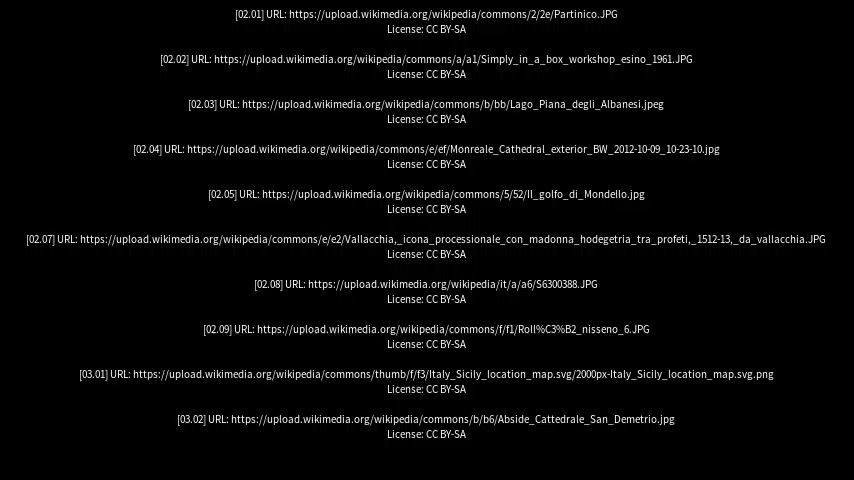 [02.01] URL: https://upload.wikimedia.org/wikipedia/commons/2/2e/Partinico.JPG
License: CC BY-SA
[02.02] URL: https://upload.wikimedia.org/wikipedia/commons/a/a1/Simply_in_a_box_workshop_esino_1961.JPG
License: CC BY-SA
[02.03] URL: https://upload.wikimedia.org/wikipedia/commons/b/bb/Lago_Piana_degli_Albanesi.jpeg
License: CC BY-SA
[02.04] URL: https://upload.wikimedia.org/wikipedia/commons/e/ef/Monreale_Cathedral_exterior_BW_2012-10-09_10-23-10.jpg
License: CC BY-SA
[02.05] URL: https://upload.wikimedia.org/wikipedia/commons/5/52/Il_golfo_di_Mondello.jpg
License: CC BY-SA
[02.07] URL: https://upload.wikimedia.org/wikipedia/commons/e/e2/Vallacchia,_icona_processionale_con_madonna_hodegetria_tra_profeti,_1512-13,_da_vallacchia.JPG
License: CC BY-SA
[02.08] URL: https://upload.wikimedia.org/wikipedia/it/a/a6/S6300388.JPG
License: CC BY-SA
[02.09] URL: https://upload.wikimedia.org/wikipedia/commons/f/f1/Roll%C3%B2_nisseno_6.JPG
License: CC BY-SA
[03.01] URL: https://upload.wikimedia.org/wikipedia/commons/thumb/f/f3/Italy_Sicily_location_map.svg/2000px-Italy_Sicily_location_map.svg.png
License: CC BY-SA
[03.02] URL: https://upload.wikimedia.org/wikipedia/commons/b/b6/Abside_Cattedrale_San_Demetrio.jpg
License: CC BY-SA